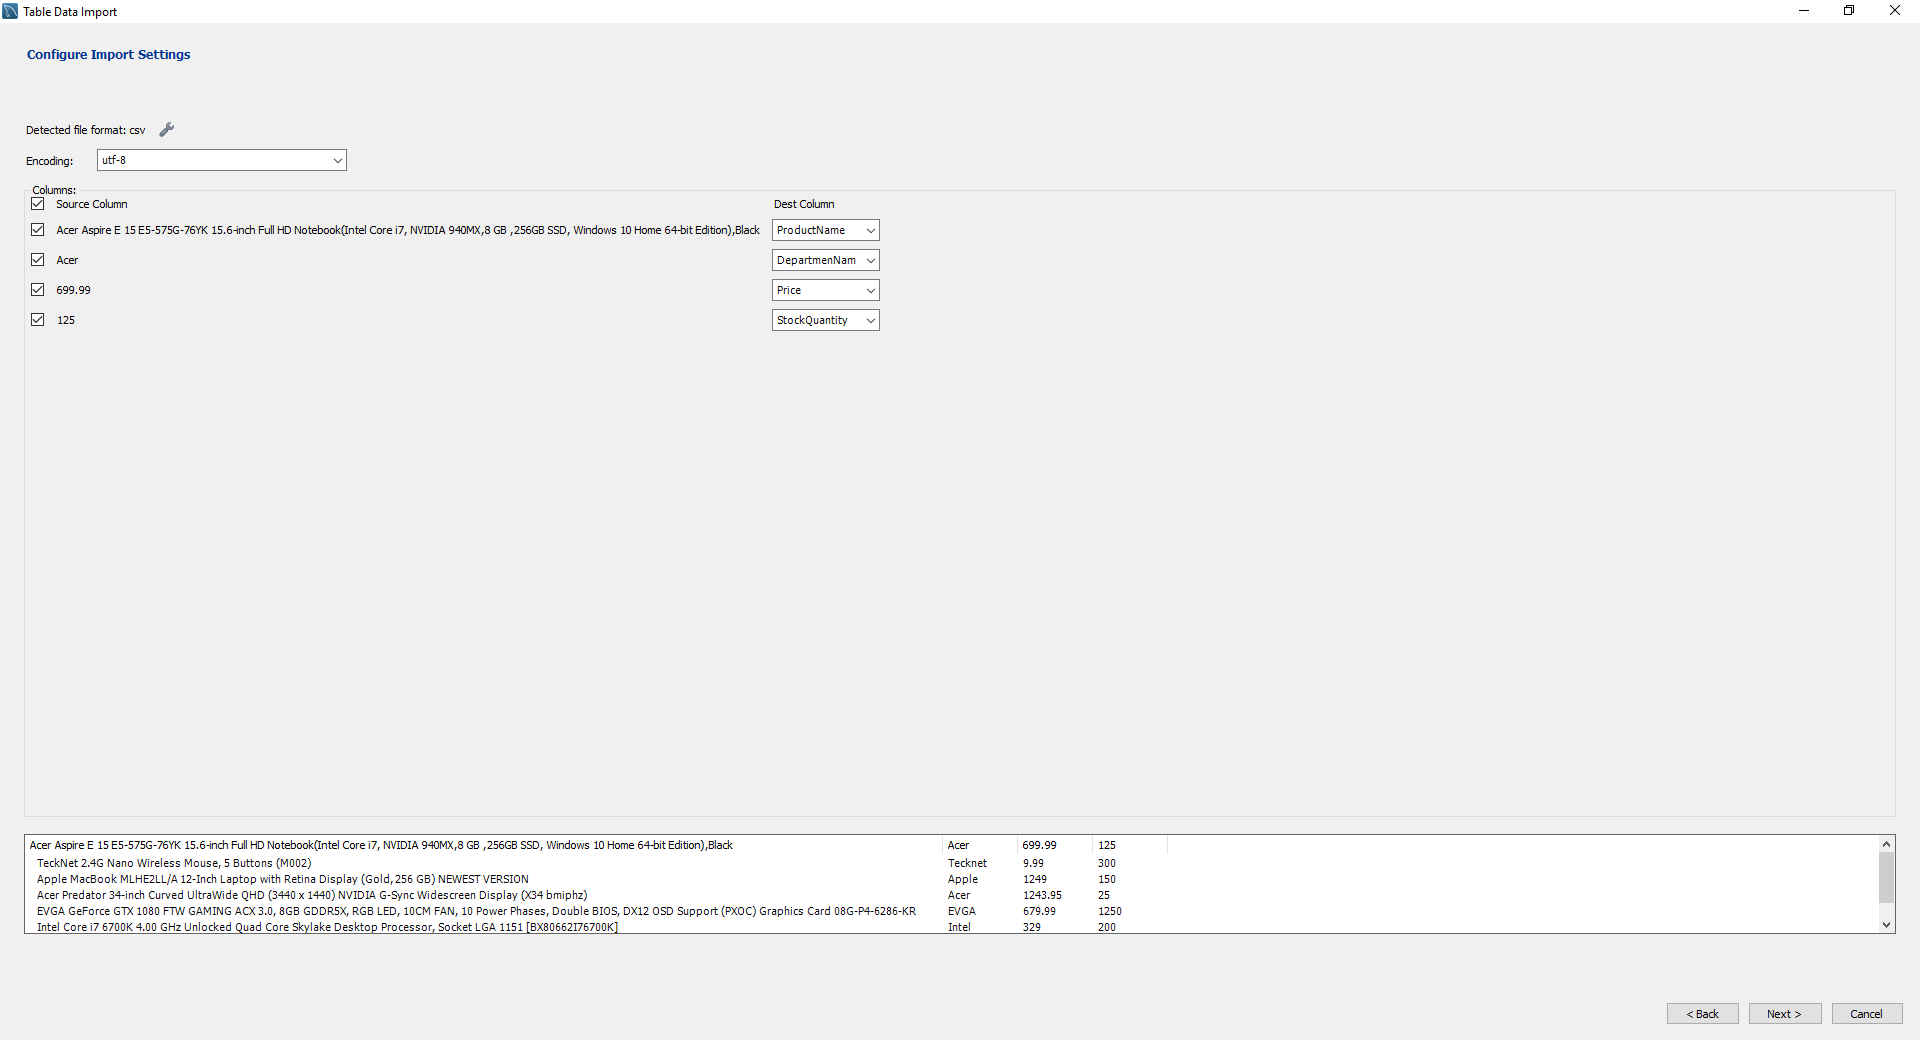 Table Data Import
Configure Import Settings
Detected file format: csv
Encoding: utf-8
Columns:
Source Column Dest Column
Acer Aspire E 15 E5-575G-76YK 15.6-inch Full HD Notebook(Intel Core i7, NVIDIA 940MX,8 GB ,256GB SSD, Windows 10 Home 64-bit Edition),Black ProductName
Acer DepartmenNam
699.99 Price
125 StockQuantity
Acer Aspire E 15 E5-575G-76YK 15.6-inch Full HD Notebook(Intel Core i7, NVIDIA 940MX,8 GB ,256GB SSD, Windows 10 Home 64-bit Edition),Black Acer 699.99 125
TeckNet 2.4G Nano Wireless Mouse, 5 Buttons (M002) Tecknet 9.99 300
Apple MacBook MLHE2LL/A 12-Inch Laptop with Retina Display (Gold, 256 GB) NEWEST VERSION Apple 1249 150
Acer Predator 34-inch Curved UltraWide QHD (3440 x 1440) NVIDIA G-Sync Widescreen Display (X34 bmiphz) Acer 1243.95 25
EVGA GeForce GTX 1080 FTW GAMING ACX 3.0, 8GB GDDR5X, RGB LED, 10CM FAN, 10 Power Phases, Double BIOS, DX12 OSD Support (PXOC) Graphics Card 08G-P4-6286-KR EVGA 679.99 1250
Intel Core i7 6700K 4.00 GHz Unlocked Quad Core Skylake Desktop Processor, Socket LGA 1151 [BX80662I76700K] Intel 329 200
< Back Next > Cancel